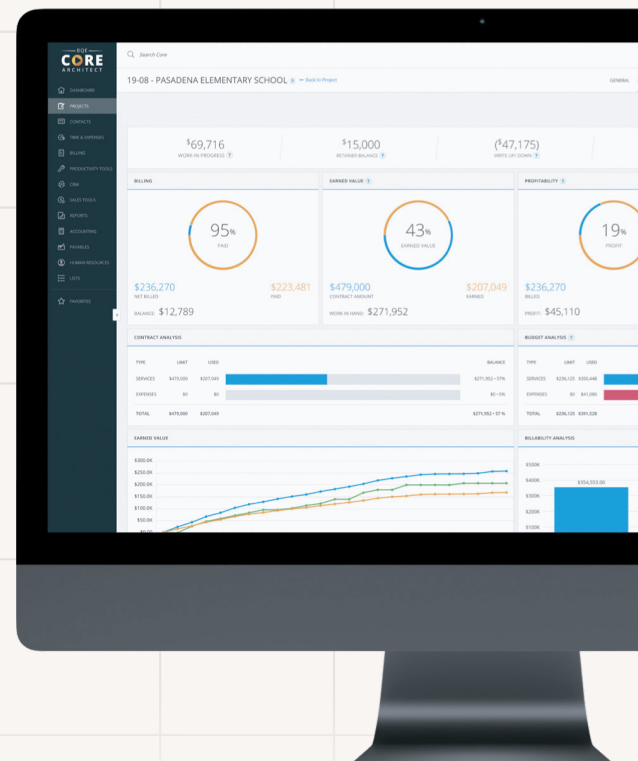 BQE
CORE
ARCHITECT
Search Core
19-08 - PASADENA ELEMENTARY SCHOOL ? Back to Project
GENERAL
DASHBOARD
PROJECTS
CONTACTS
TIME & EXPENSES
BILLING
PRODUCTIVITY TOOLS
CRM
SALES TOOLS
REPORTS
ACCOUNTING
PAYABLES
HUMAN RESOURCES
LISTS
FAVORITES
$69,716 $15,000 ($47,175)
WORK-IN-PROGRESS ? RETAINER BALANCE ? WRITE UP/ DOWN ?
BILLING
95%
PAID
$236,270 $223,481
NET BILLED PAID
BALANCE: $12,789
EARNED VALUE ?
43%
EARNED VALUE
$479,000 $207,049
CONTRACT AMOUNT EARNED
WORK IN HAND: $271,952
PROFITABILITY ?
19%
PROFIT
$236,270
BILLED
PROFIT: $45,110
CONTRACT ANALYSIS
TYPE LIMIT USED BALANCE
SERVICES $479,000 $207,049 $271,952 • 57%
EXPENSES $0 $0 $0 • 0%
TOTAL $479,000 $207,049 $271,952 • 57 %
BUDGET ANALYSIS ?
TYPE LIMIT USED
SERVICES $236,125
EXPENSES $0
TOTAL $236,125
EARNED VALUE
$300.0K
$250.0K
$200.0K
$150.0K
$100.0K
$50.0K
$0.00
BILLABILITY ANALYSIS
$500K
$400K
$300K
$200K
$100K